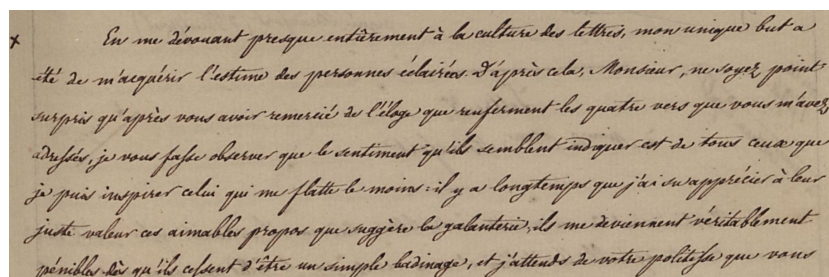 x En me dévouant presque entièrement à la culture des lettres, mon unique but a
été de m'acquérir l'estime des personnes éclairées. D'après cela, Monsieur, ne soyez point
surpris qu'après vous avoir remercié de l'éloge que renferment les quatre vers que vous m'avez
adressés, je vous fasse observer que le sentiment qu'ils semblent indiquer est de tous ceux que
je puis inspirer celui qui me flatte le moins : il y a longtemps que j'ai su apprécier à leur
juste valeur ces aimables propos que suggère la galanterie ; ils me deviennent véritablement
pénibles dès qu'ils cessent d'être un simple badinage, et j'attends de votre politesse que vous